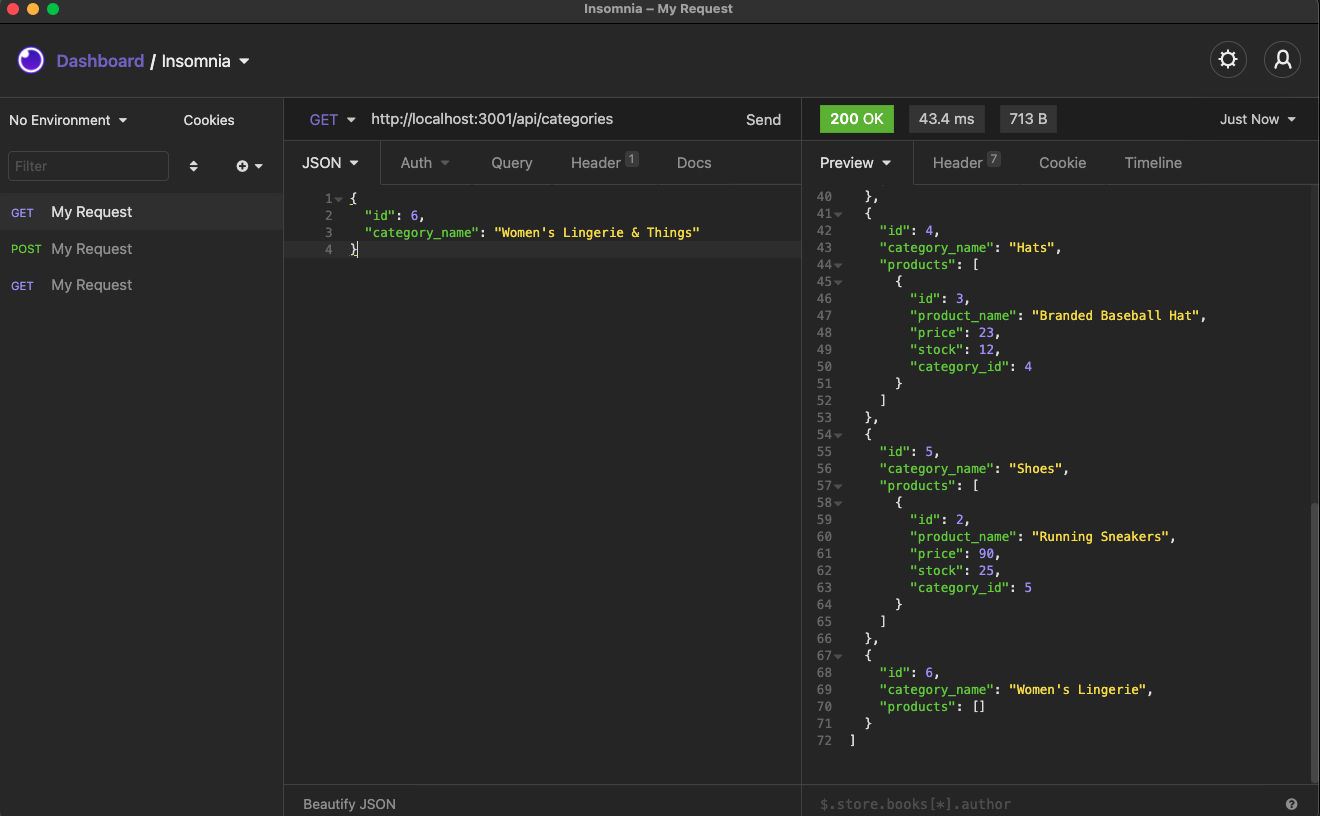 Insomnia – My Request
Dashboard / Insomnia
No Environment
Cookies
Filter
GET My Request
POST My Request
GET My Request
GET http://localhost:3001/api/categories Send
JSON Auth Query Header 1 Docs
1 {
2 "id": 6,
3 "category_name": "Women's Lingerie & Things"
4 }
Beautify JSON
200 OK 43.4 ms 713 B Just Now
Preview Header 7 Cookie Timeline
40 },
41 {
42 "id": 4,
43 "category_name": "Hats",
44 "products": [
45 {
46 "id": 3,
47 "product_name": "Branded Baseball Hat",
48 "price": 23,
49 "stock": 12,
50 "category_id": 4
51 }
52 ]
53 },
54 {
55 "id": 5,
56 "category_name": "Shoes",
57 "products": [
58 {
59 "id": 2,
60 "product_name": "Running Sneakers",
61 "price": 90,
62 "stock": 25,
63 "category_id": 5
64 }
65 ]
66 },
67 {
68 "id": 6,
69 "category_name": "Women's Lingerie",
70 "products": []
71 }
72 ]
$.store.books[*].author ?